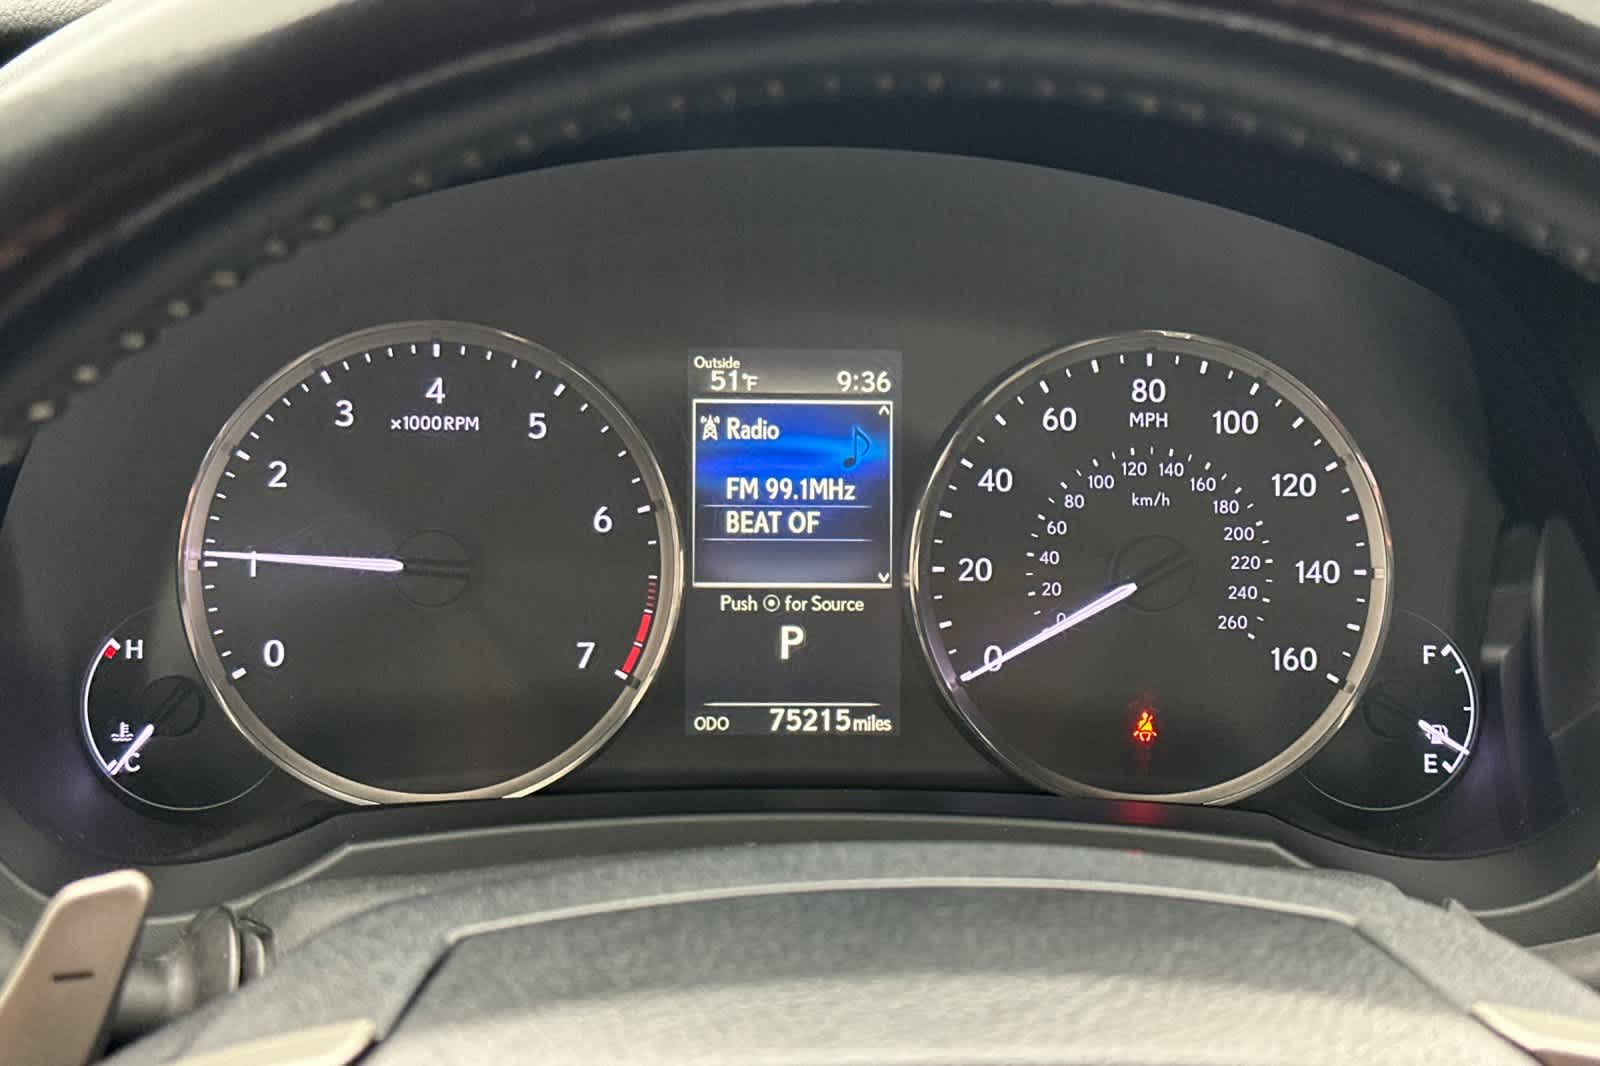 Outside
51°F 9:36
Radio
FM 99.1MHz
BEAT OF
Push ⦿ for Source
P
ODO 75215 miles
0
1
2
3
4
5
6
7
×1000RPM
H
C
0
20
40
60
80
100
120
140
160
MPH
0
20
40
60
80
100
120
140
160
180
200
220
240
260
km/h
F
E